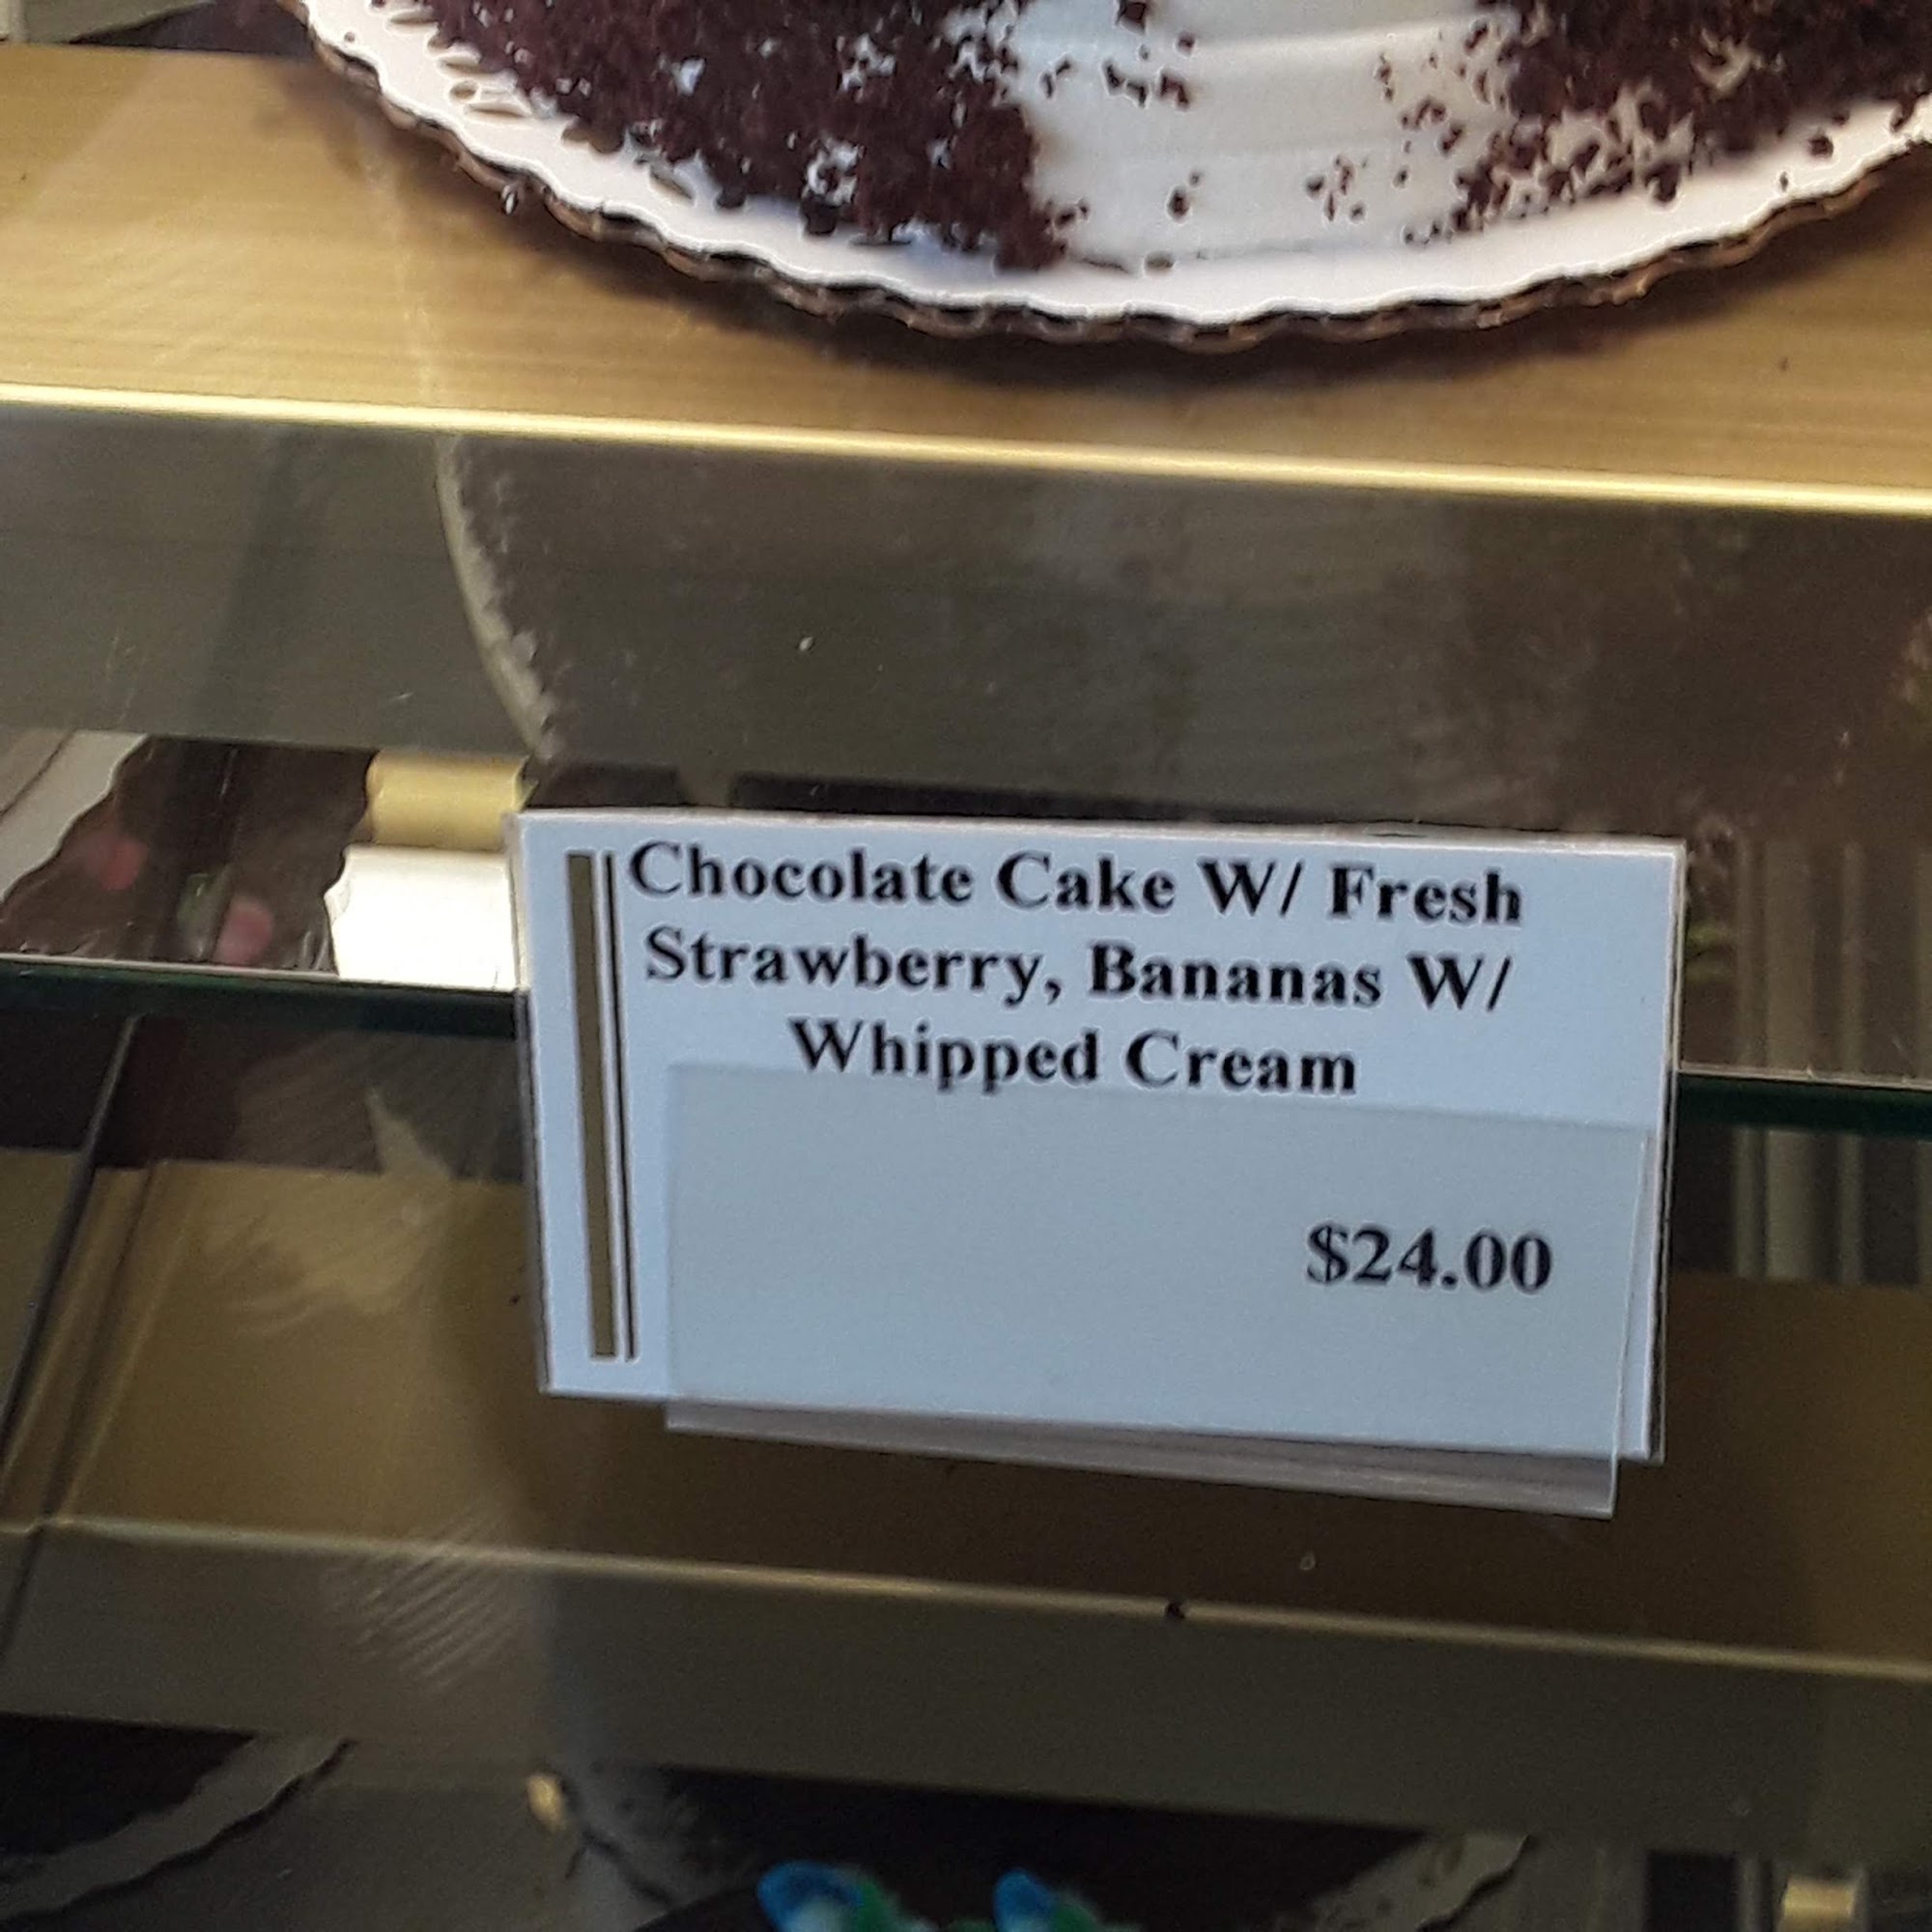 Chocolate Cake W/ Fresh
Strawberry, Bananas W/
Whipped Cream
$24.00